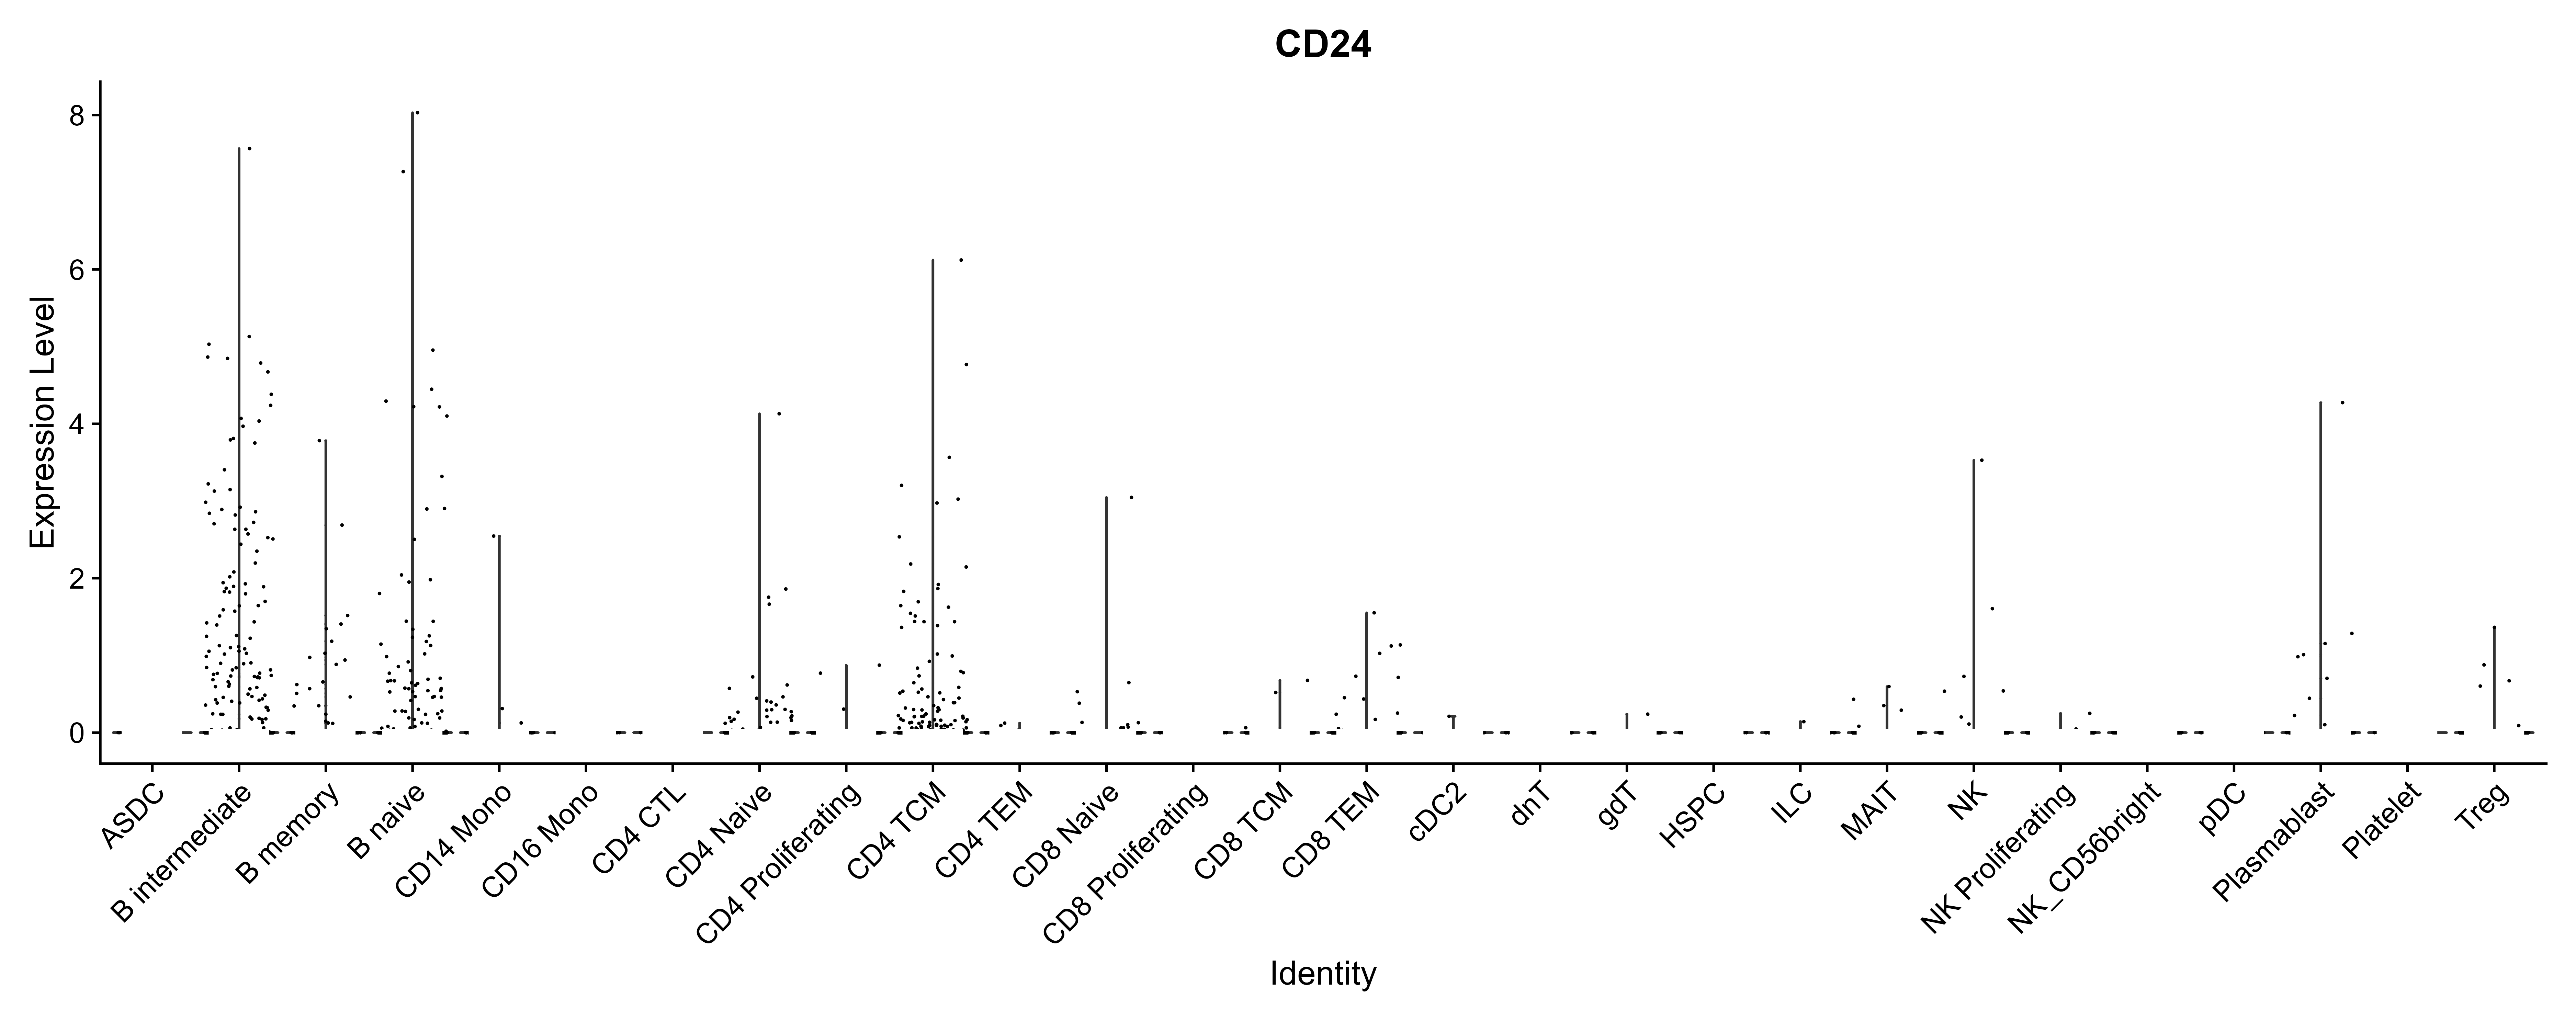 CD24
Expression Level
8
6
4
2
0
ASDC
B intermediate
B memory
B naive
CD14 Mono
CD16 Mono
CD4 CTL
CD4 Naive
CD4 Proliferating
CD4 TCM
CD4 TEM
CD8 Naive
CD8 Proliferating
CD8 TCM
CD8 TEM
cDC2
dnT
gdT
HSPC
ILC
MAIT
NK
NK Proliferating
NK_CD56bright
pDC
Plasmablast
Platelet
Treg
Identity